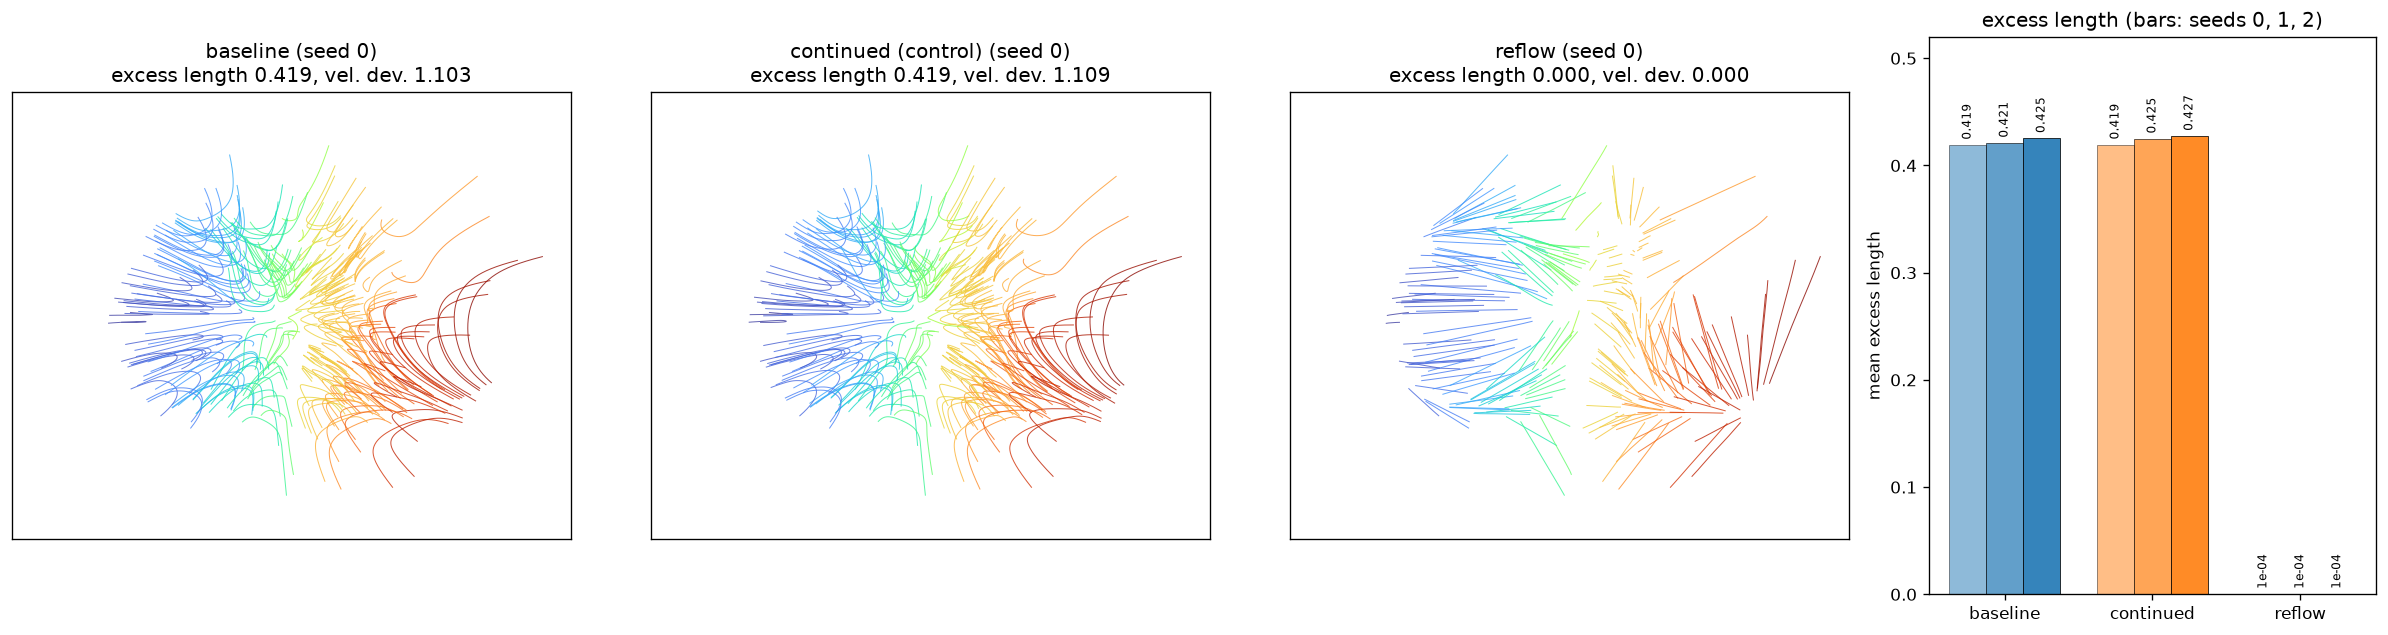 baseline (seed 0)
excess length 0.419, vel. dev. 1.103
continued (control) (seed 0)
excess length 0.419, vel. dev. 1.109
reflow (seed 0)
excess length 0.000, vel. dev. 0.000
excess length (bars: seeds 0, 1, 2)
mean excess length
0.5
0.4
0.3
0.2
0.1
0.0
0.419
0.421
0.425
0.419
0.425
0.427
1e-04
1e-04
1e-04
baseline
continued
reflow